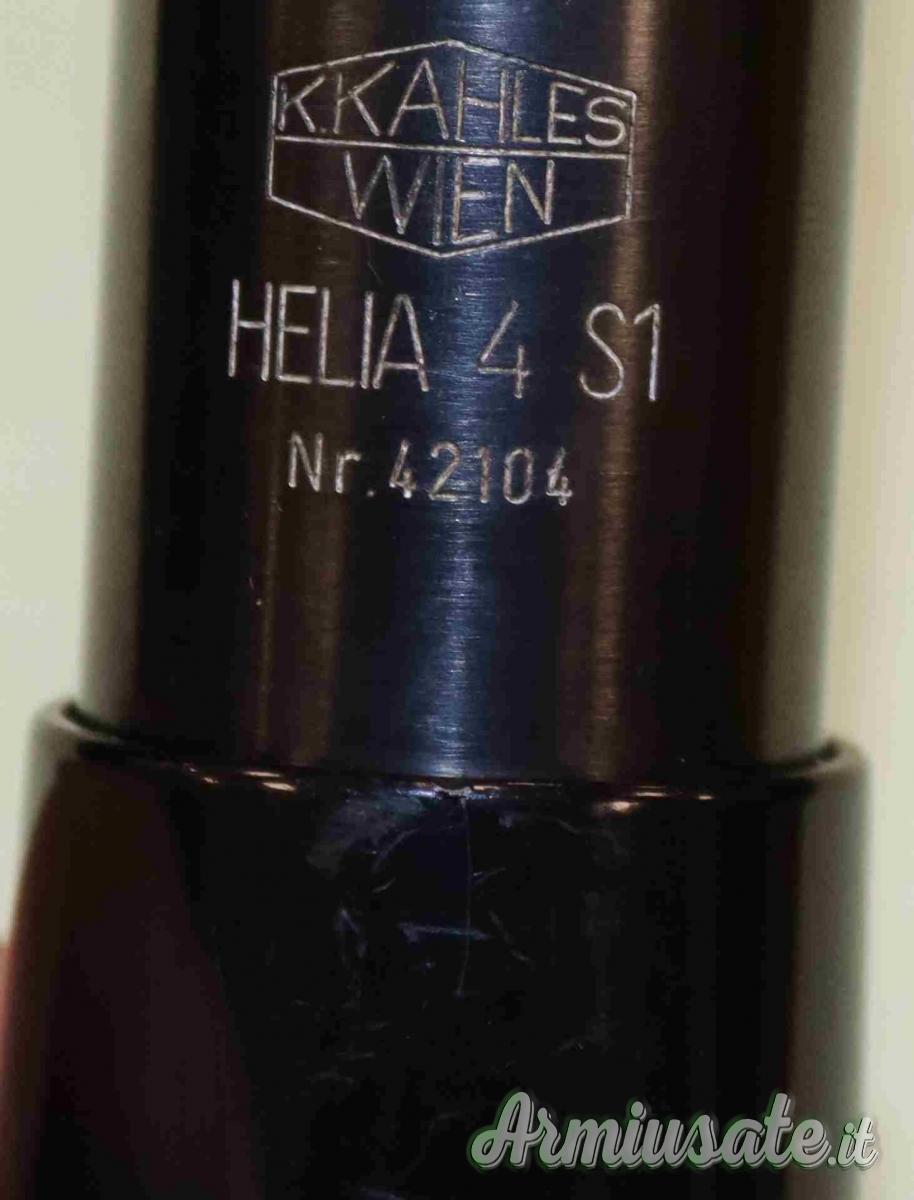 K.KAHLES
WIEN
HELIA 4 S1
Nr.42104
Armiusate.it